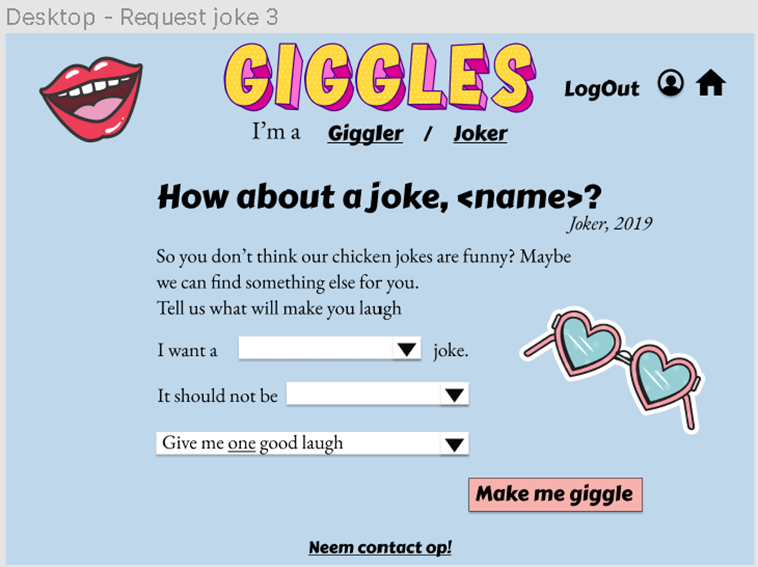 Desktop - Request joke 3
GIGGLES
LogOut
I'm a Giggler / Joker
How about a joke, <name>?
Joker, 2019
So you don't think our chicken jokes are funny? Maybe
we can find something else for you.
Tell us what will make you laugh
I want a joke.
It should not be
Give me one good laugh
Make me giggle
Neem contact op!